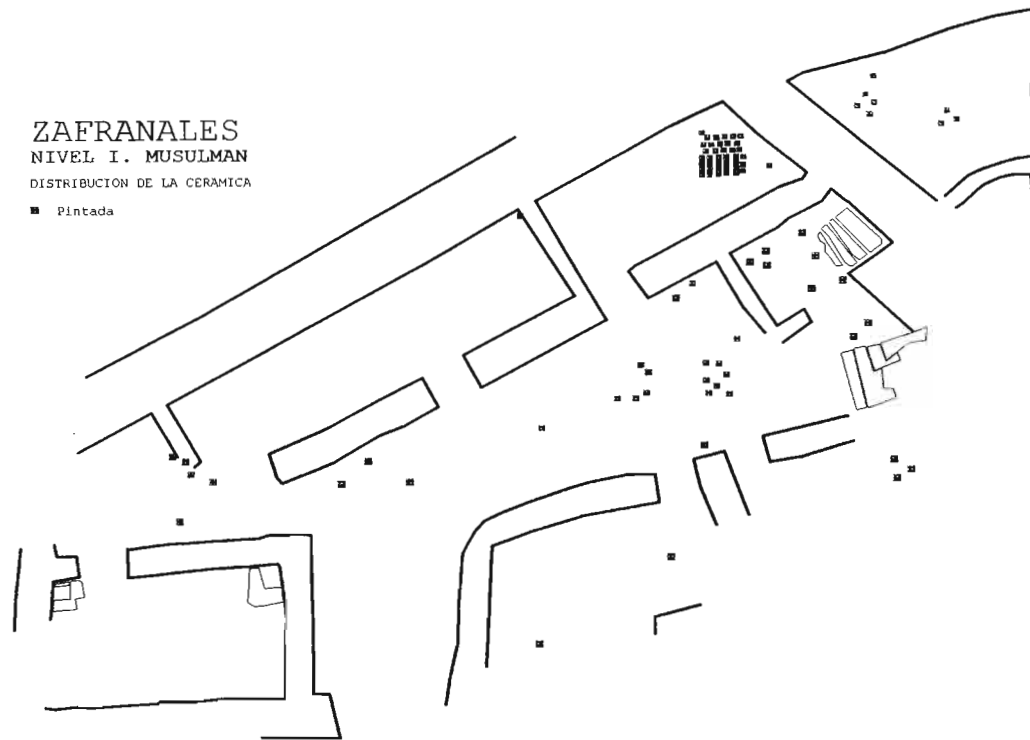 ZAFRANALES
NIVEL I. MUSULMAN
DISTRIBUCION DE LA CERAMICA
Pintada